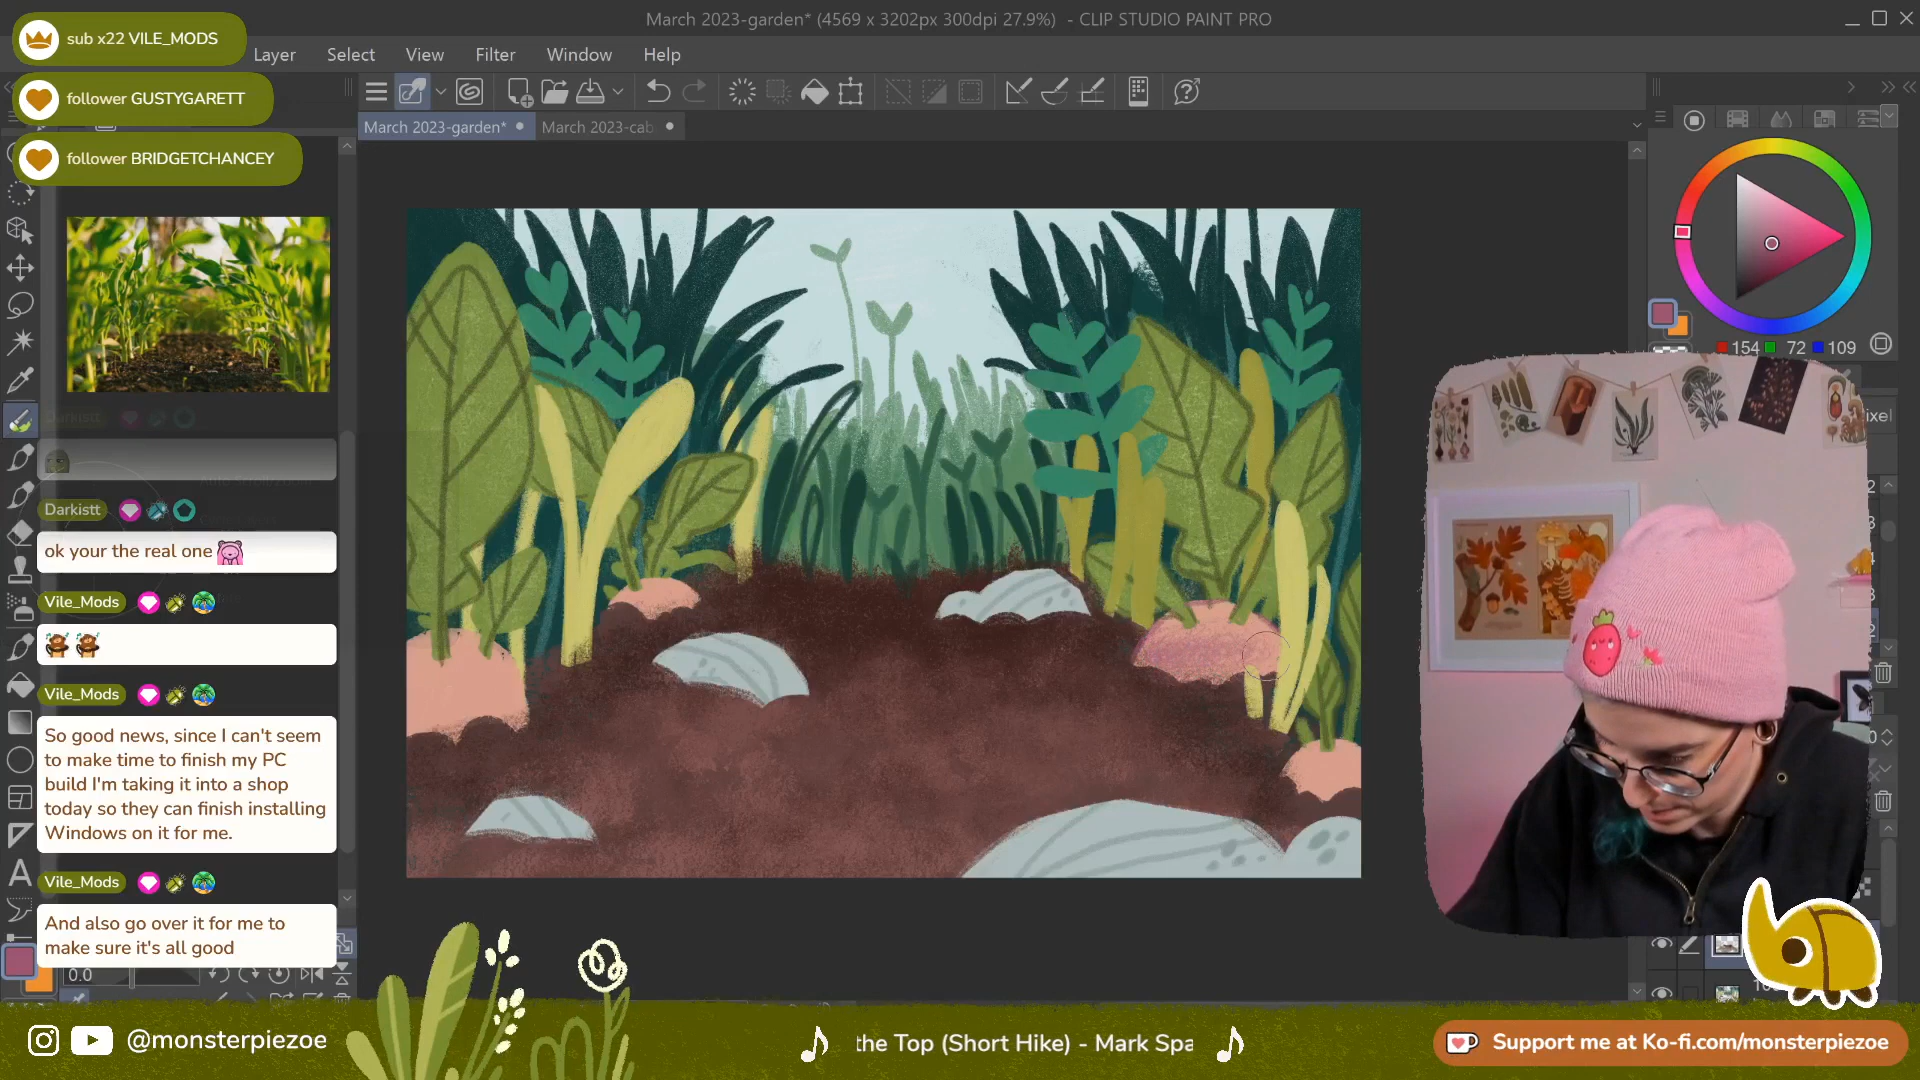 March 2023-garden* (4569 x 3202px 300dpi 27.9%) - CLIP STUDIO PAINT PRO
sub x22 VILE_MODS
Layer Select View Filter Window Help
follower GUSTYGARETT
March 2023-garden* March 2023-cab
follower BRIDGETCHANCEY
154 72 109
Darkistt
ok your the real one
Vile_Mods
Vile_Mods
So good news, since I can't seem
to make time to finish my PC
build I'm taking it into a shop
today so they can finish installing
Windows on it for me.
Vile_Mods
And also go over it for me to
make sure it's all good
0.0
@monsterpiezoe
the Top (Short Hike) - Mark Spa
Support me at Ko-fi.com/monsterpiezoe